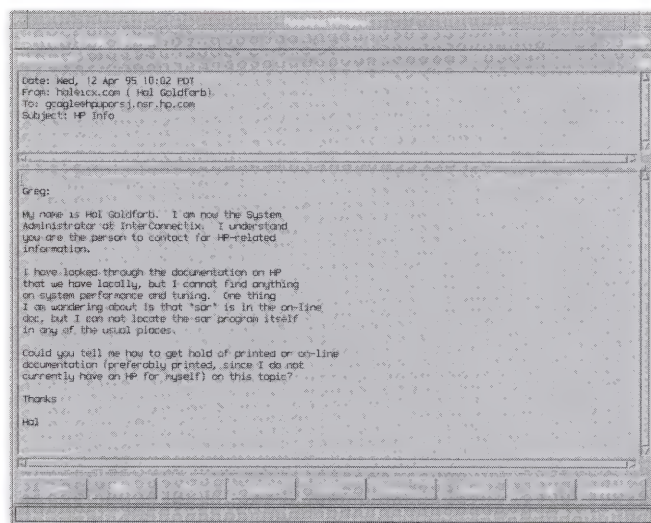 Date: Wed, 12 Apr 95 10:02 PDT
From: hal@icx.com ( Hal Goldfarb)
To: gcagle@hpuporsj.nsr.hp.com
Subject: HP Info
Greg:
My name is Hal Goldfarb. I am now the System
Administrator at InterConnectix. I understand
you are the person to contact for HP-related
information.
I have looked through the documentation on HP
that we have locally, but I cannot find anything
on system performance and tuning. One thing
I am wondering about is that "sar" is in the on-line
doc, but I can not locate the sar program itself
in any of the usual places.
Could you tell me how to get hold of printed or on-line
documentation (preferably printed, since I do not
currently have an HP for myself) on this topic?
Thanks
Hal